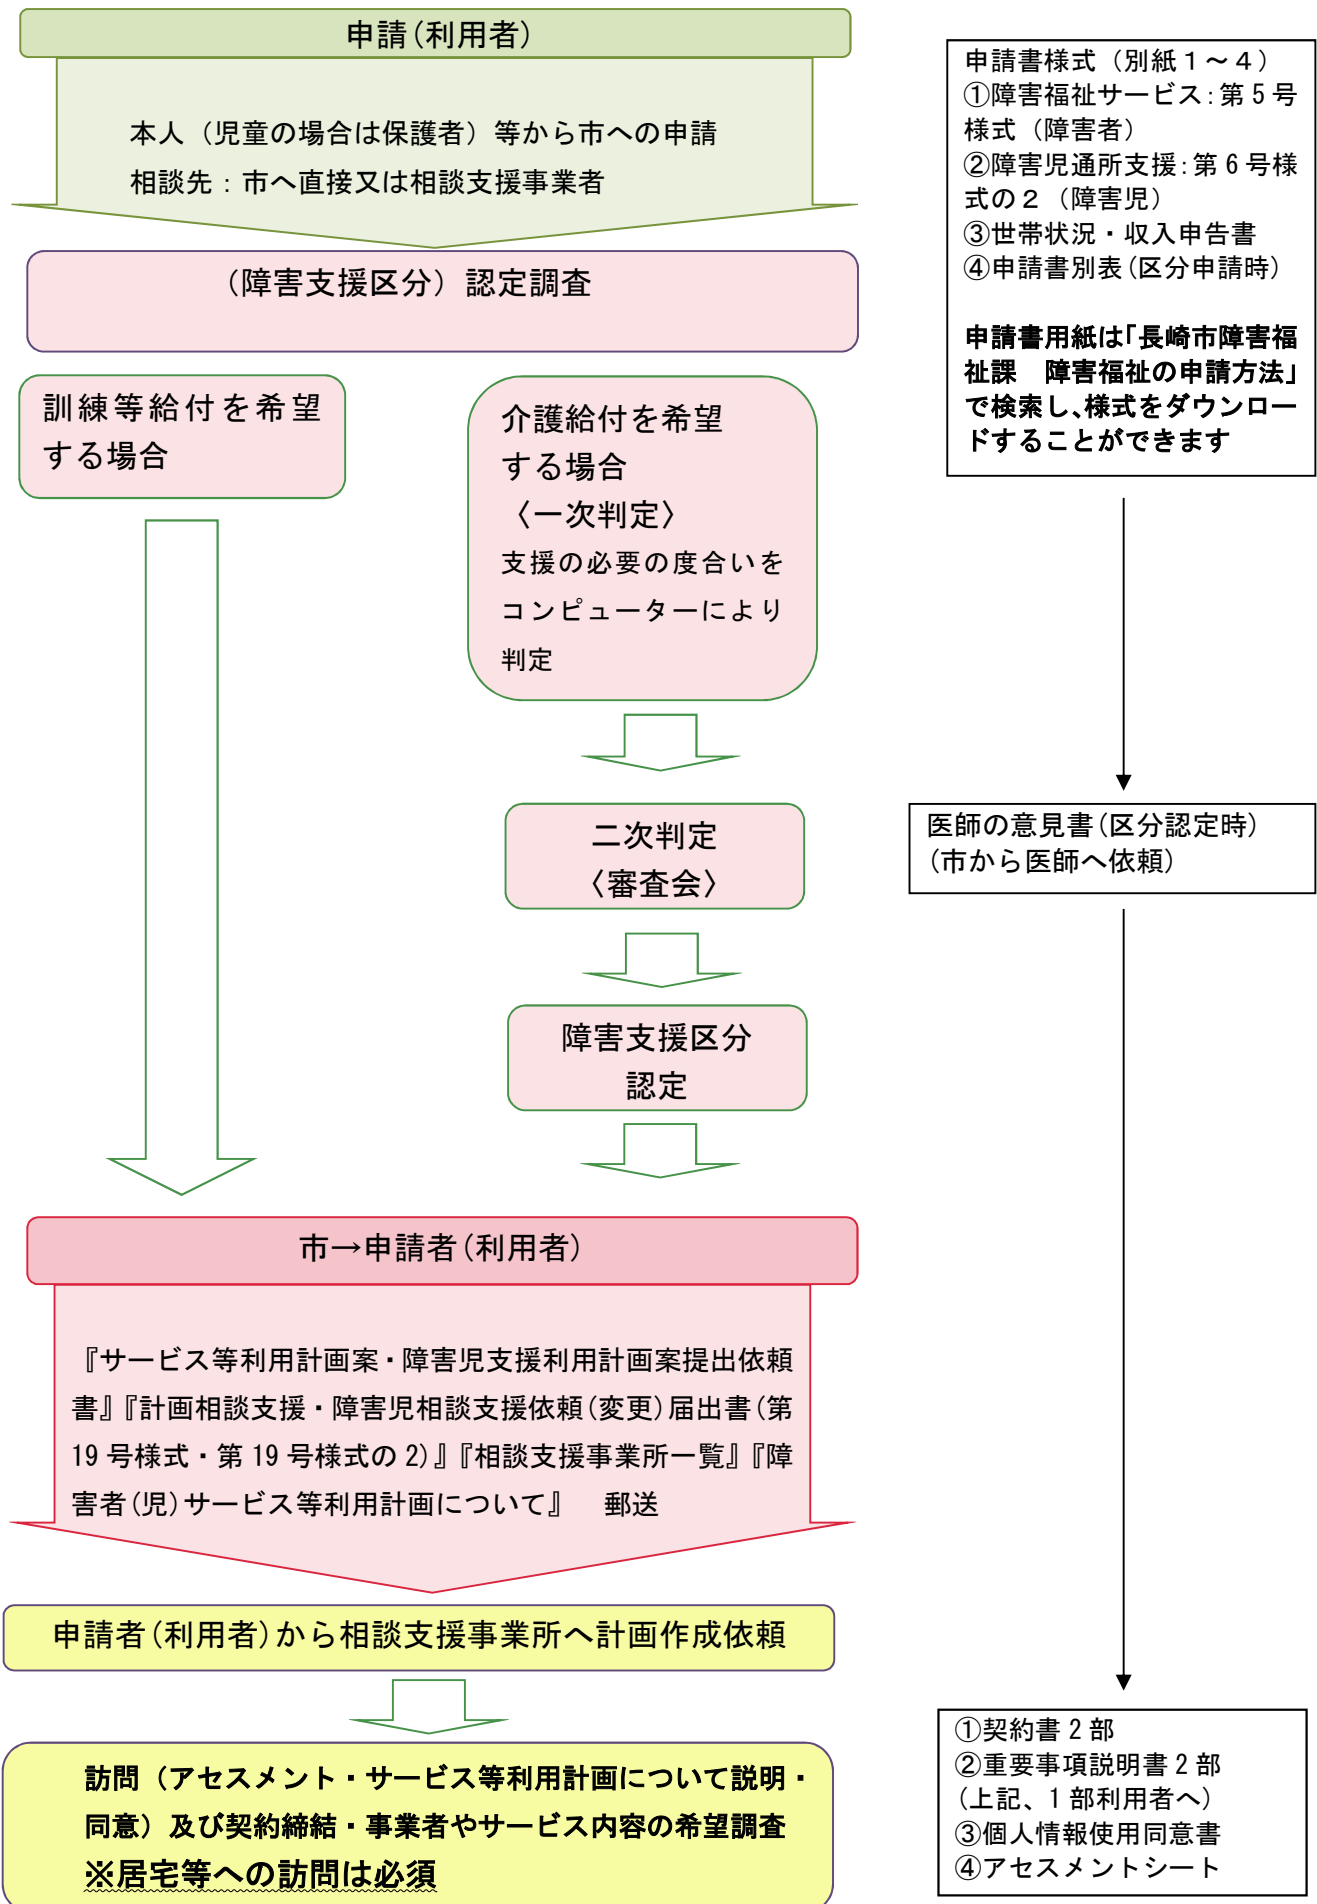 申請(利用者)
本人（児童の場合は保護者）等から市への申請
相談先：市へ直接又は相談支援事業者
（障害支援区分）認定調査
訓練等給付を希望
する場合
介護給付を希望
する場合
〈一次判定〉
支援の必要の度合いを
コンピューターにより
判定
二次判定
〈審査会〉
障害支援区分
認定
市→申請者(利用者)
『サービス等利用計画案・障害児支援利用計画案提出依頼
書』『計画相談支援・障害児相談支援依頼(変更)届出書(第
19号様式・第19号様式の2)』『相談支援事業所一覧』『障
害者(児)サービス等利用計画について』　郵送
申請者(利用者)から相談支援事業所へ計画作成依頼
訪問（アセスメント・サービス等利用計画について説明・
同意）及び契約締結・事業者やサービス内容の希望調査
※居宅等への訪問は必須
申請書様式（別紙１～４）
①障害福祉サービス:第5号
様式（障害者）
②障害児通所支援:第6号様
式の２（障害児）
③世帯状況・収入申告書
④申請書別表(区分申請時)
申請書用紙は「長崎市障害福
祉課　障害福祉の申請方法」
で検索し、様式をダウンロー
ドすることができます
医師の意見書(区分認定時)
(市から医師へ依頼)
①契約書2部
②重要事項説明書2部
(上記、1部利用者へ)
③個人情報使用同意書
④アセスメントシート